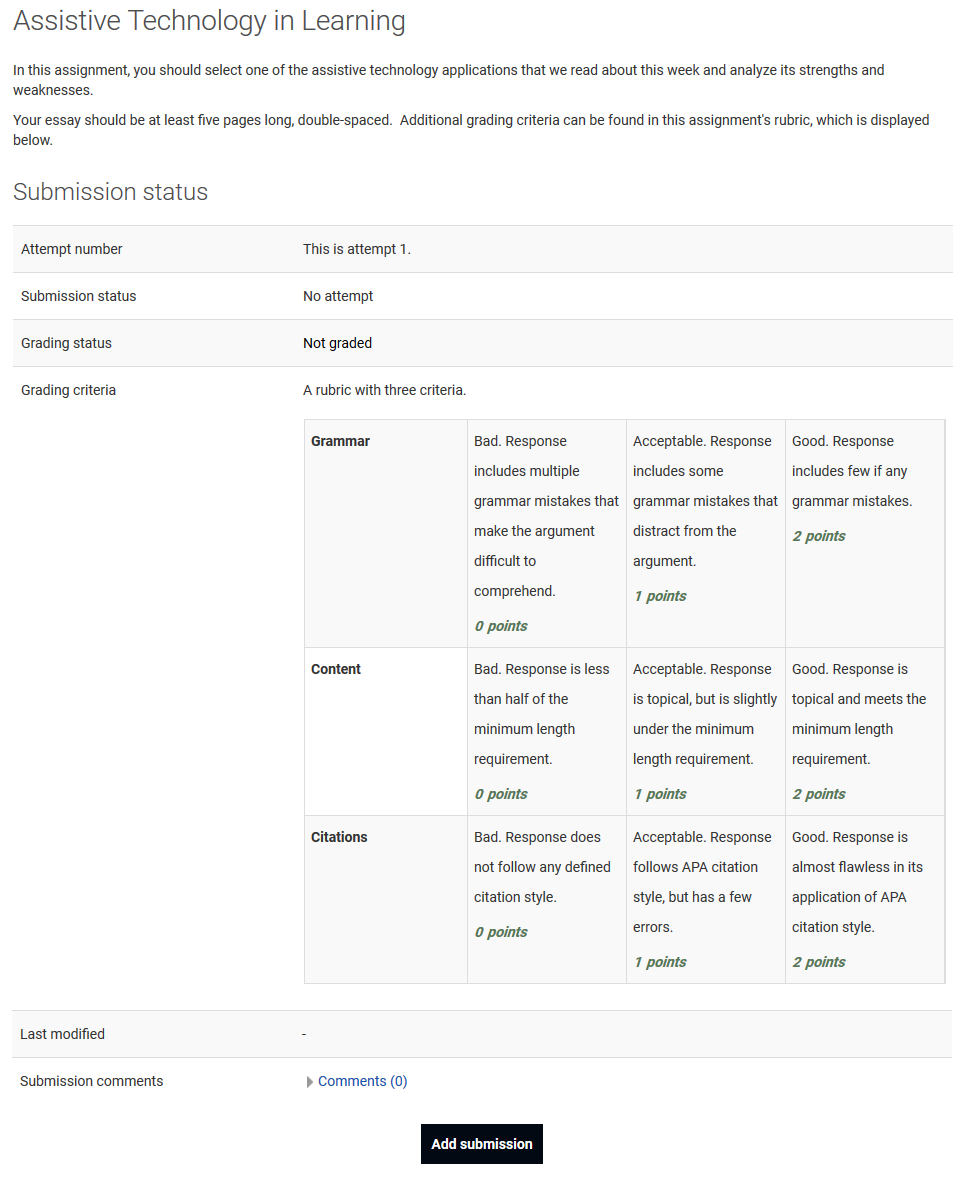 Assistive Technology in Learning
In this assignment, you should select one of the assistive technology applications that we read about this week and analyze its strengths and
weaknesses.
Your essay should be at least five pages long, double-spaced.  Additional grading criteria can be found in this assignment's rubric, which is displayed
below.
Submission status
Attempt number
This is attempt 1.
Submission status
No attempt
Grading status
Not graded
Grading criteria
A rubric with three criteria.
Grammar
Bad. Response
includes multiple
grammar mistakes that
make the argument
difficult to
comprehend.
0 points
Acceptable. Response
includes some
grammar mistakes that
distract from the
argument.
1 points
Good. Response
includes few if any
grammar mistakes.
2 points
Content
Bad. Response is less
than half of the
minimum length
requirement.
0 points
Acceptable. Response
is topical, but is slightly
under the minimum
length requirement.
1 points
Good. Response is
topical and meets the
minimum length
requirement.
2 points
Citations
Bad. Response does
not follow any defined
citation style.
0 points
Acceptable. Response
follows APA citation
style, but has a few
errors.
1 points
Good. Response is
almost flawless in its
application of APA
citation style.
2 points
Last modified
-
Submission comments
Comments (0)
Add submission